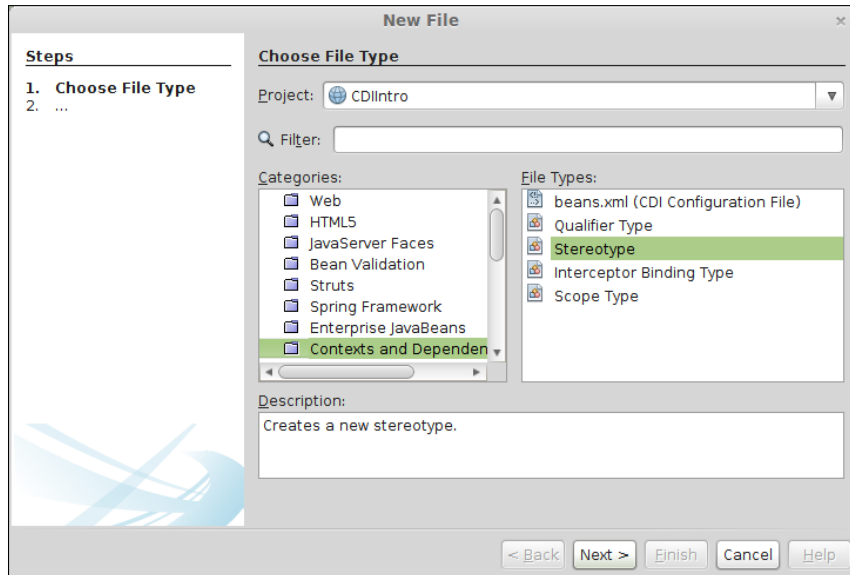 New File
Steps
1. Choose File Type
2. ...
Choose File Type
Project: CDIIntro
Filter:
Categories:
Web
HTML5
JavaServer Faces
Bean Validation
Struts
Spring Framework
Enterprise JavaBeans
Contexts and Dependen
File Types:
beans.xml (CDI Configuration File)
Qualifier Type
Stereotype
Interceptor Binding Type
Scope Type
Description:
Creates a new stereotype.
< Back Next > Finish Cancel Help